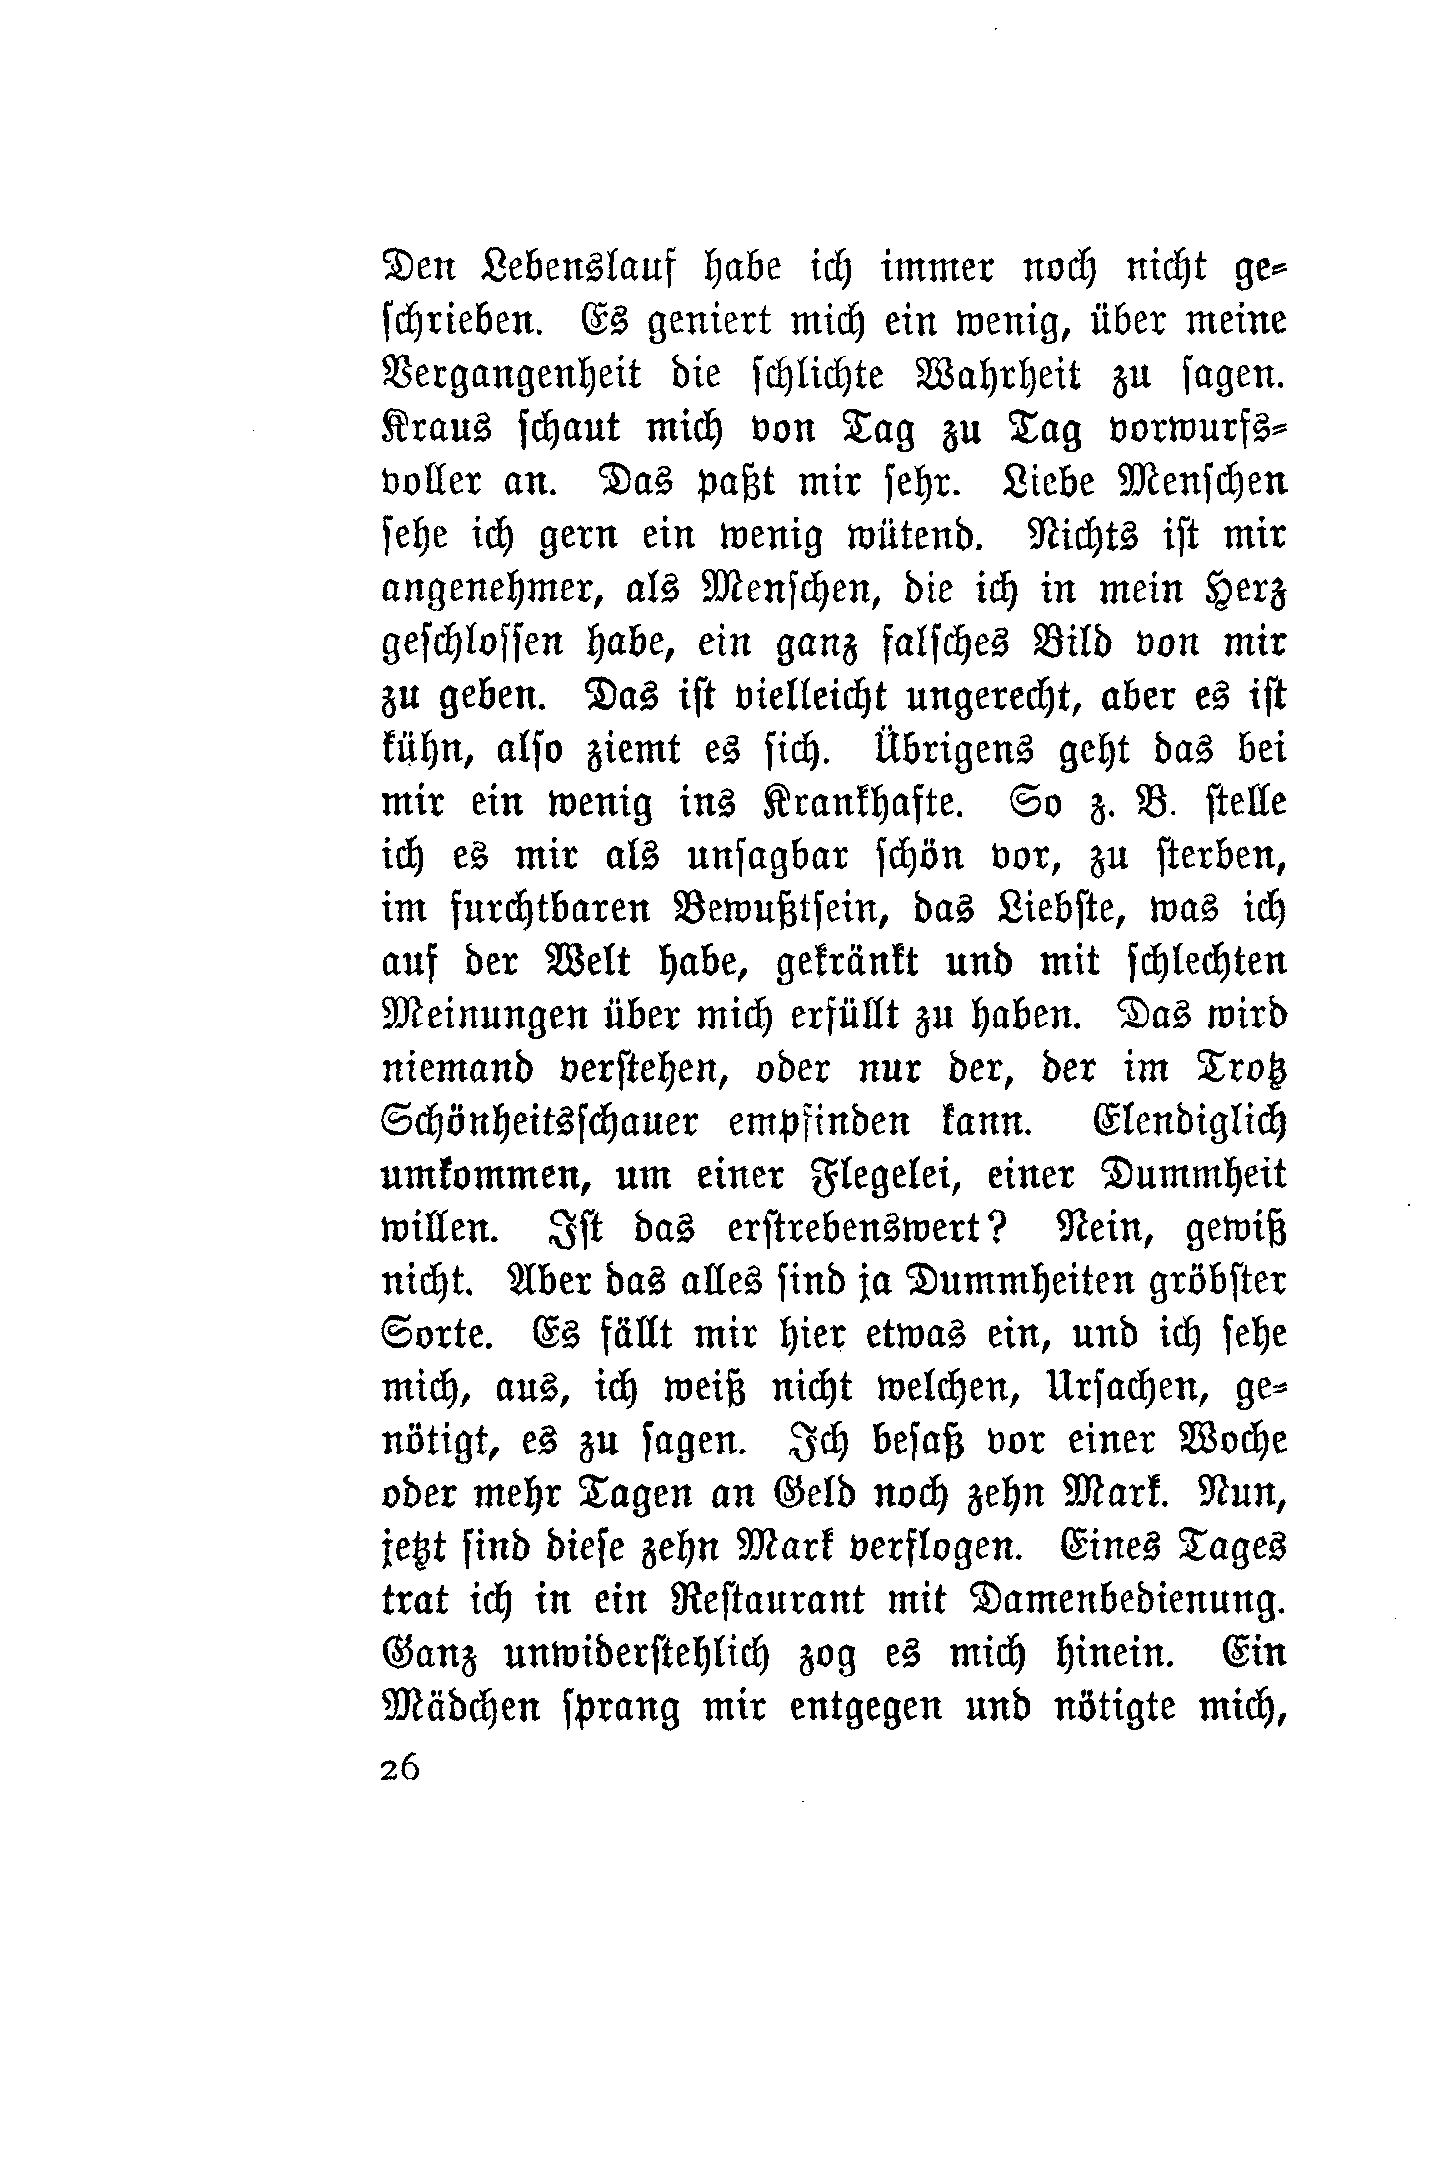 Den Lebenslauf habe ich immer noch nicht ge-
schrieben. Es geniert mich ein wenig, über meine
Vergangenheit die schlichte Wahrheit zu sagen.
Kraus schaut mich von Tag zu Tag vorwurfs-
voller an. Das paßt mir sehr. Liebe Menschen
sehe ich gern ein wenig wütend. Nichts ist mir
angenehmer, als Menschen, die ich in mein Herz
geschlossen habe, ein ganz falsches Bild von mir
zu geben. Das ist vielleicht ungerecht, aber es ist
kühn, also ziemt es sich. Übrigens geht das bei
mir ein wenig ins Krankhafte. So z. B. stelle
ich es mir als unsagbar schön vor, zu sterben,
im furchtbaren Bewußtsein, das Liebste, was ich
auf der Welt habe, gekränkt und mit schlechten
Meinungen über mich erfüllt zu haben. Das wird
niemand verstehen, oder nur der, der im Trotz
Schönheitsschauer empfinden kann. Elendiglich
umkommen, um einer Flegelei, einer Dummheit
willen. Ist das erstrebenswert? Nein, gewiß
nicht. Aber das alles sind ja Dummheiten gröbster
Sorte. Es fällt mir hier etwas ein, und ich sehe
mich, aus, ich weiß nicht welchen, Ursachen, ge-
nötigt, es zu sagen. Ich besaß vor einer Woche
oder mehr Tagen an Geld noch zehn Mark. Nun,
jetzt sind diese zehn Mark verflogen. Eines Tages
trat ich in ein Restaurant mit Damenbedienung.
Ganz unwiderstehlich zog es mich hinein. Ein
Mädchen sprang mir entgegen und nötigte mich,
26